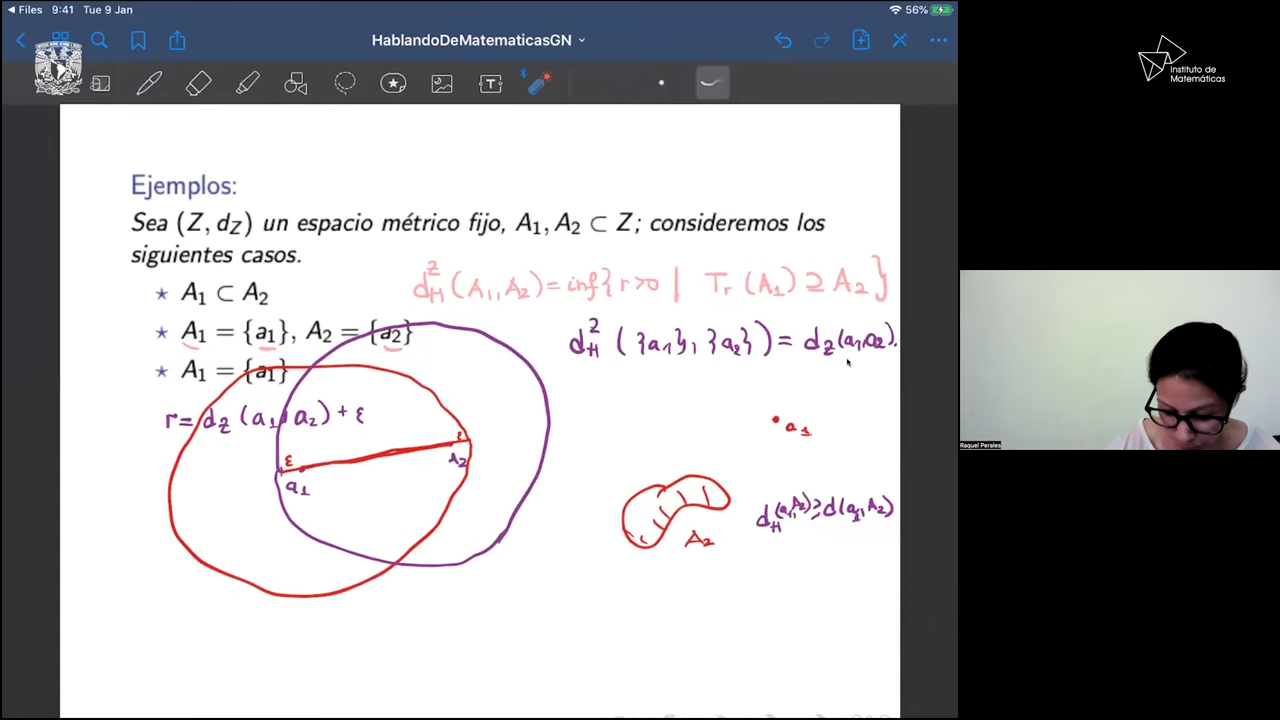 Files 9:41 Tue 9 Jan 56%
HablandoDeMatematicasGN
Instituto de
Matemáticas
Ejemplos:
Sea (Z, d_Z) un espacio métrico fijo, A₁, A₂ ⊂ Z; consideremos los
siguientes casos.
d_H^Z (A₁, A₂) = inf{ r>0 | T_r (A₁) ⊇ A₂ }
★ A₁ ⊂ A₂
★ A₁ = {a₁}, A₂ = {a₂}
d_H^Z ( {a₁}, {a₂} ) = d_Z (a₁, a₂).
★ A₁ = {a₁}
r = d_Z (a₁, a₂) + ε
a₁
ε
ε
A₂
a₁
d_H (a₁, A₂) ≥ d(a₁, A₂)
A₂
Raquel Perales